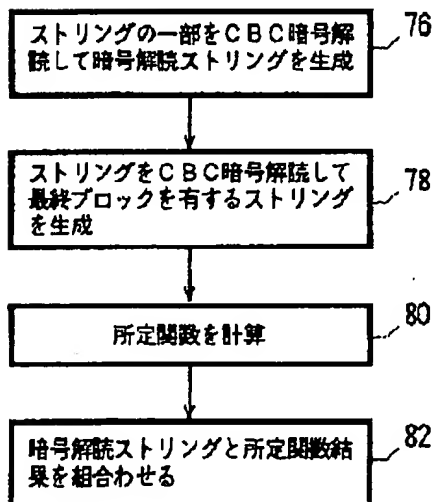 ストリングの一部をCBC暗号解
読して暗号解読ストリングを生成
76
ストリングをCBC暗号解読して
最終ブロックを有するストリング
を生成
78
所定関数を計算
80
暗号解読ストリングと所定関数結
果を組合わせる
82